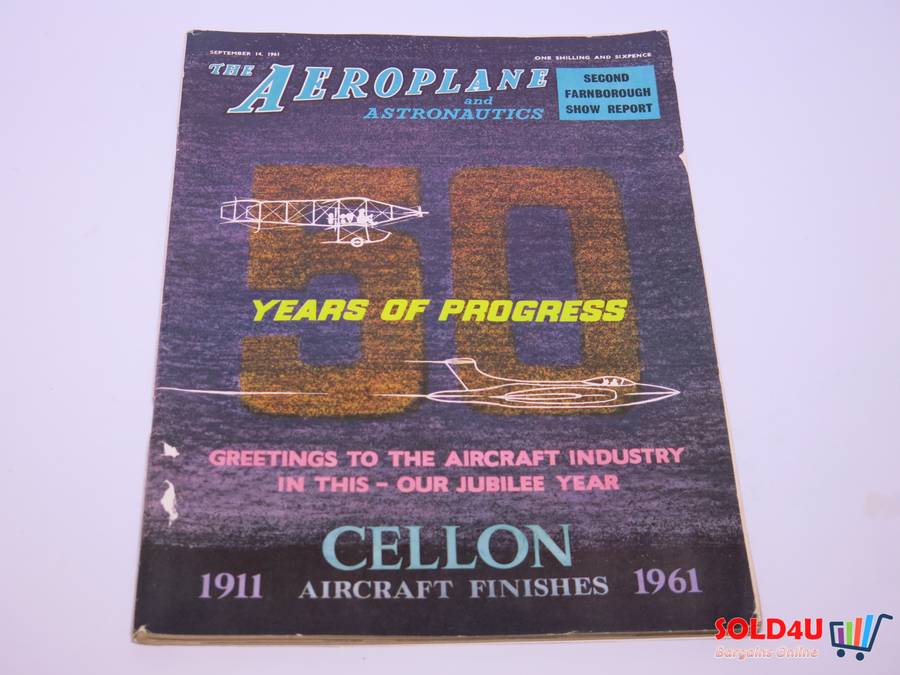 SEPTEMBER 14, 1961
ONE SHILLING AND SIXPENCE
THE AEROPLANE
and
ASTRONAUTICS
SECOND
FARNBOROUGH
SHOW REPORT
50
YEARS OF PROGRESS
GREETINGS TO THE AIRCRAFT INDUSTRY
IN THIS - OUR JUBILEE YEAR
CELLON
1911 AIRCRAFT FINISHES 1961
SOLD4U
Bargains Online